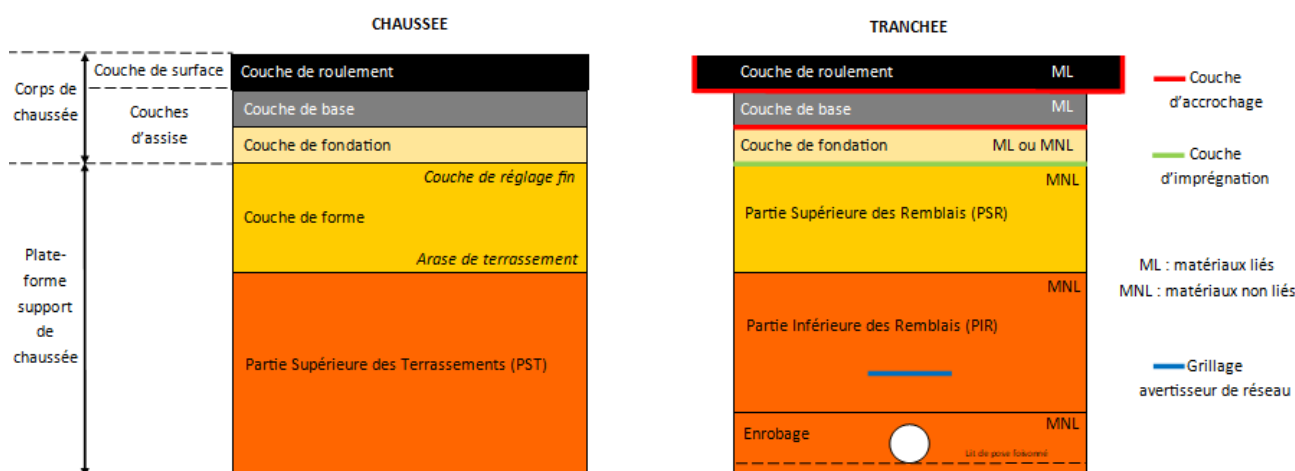 CHAUSSEE
Corps de
chaussée
Couche de surface
Couches
d'assise
Plate-
forme
support
de
chaussée
Couche de roulement
Couche de base
Couche de fondation
Couche de réglage fin
Couche de forme
Arase de terrassement
Partie Supérieure des Terrassements (PST)
TRANCHEE
Couche de roulement ML
Couche de base ML
Couche de fondation ML ou MNL
MNL
Partie Supérieure des Remblais (PSR)
MNL
Partie Inférieure des Remblais (PIR)
MNL
Enrobage
Lit de pose foisonné
Couche
d'accrochage
Couche
d'imprégnation
ML : matériaux liés
MNL : matériaux non liés
Grillage
avertisseur de réseau